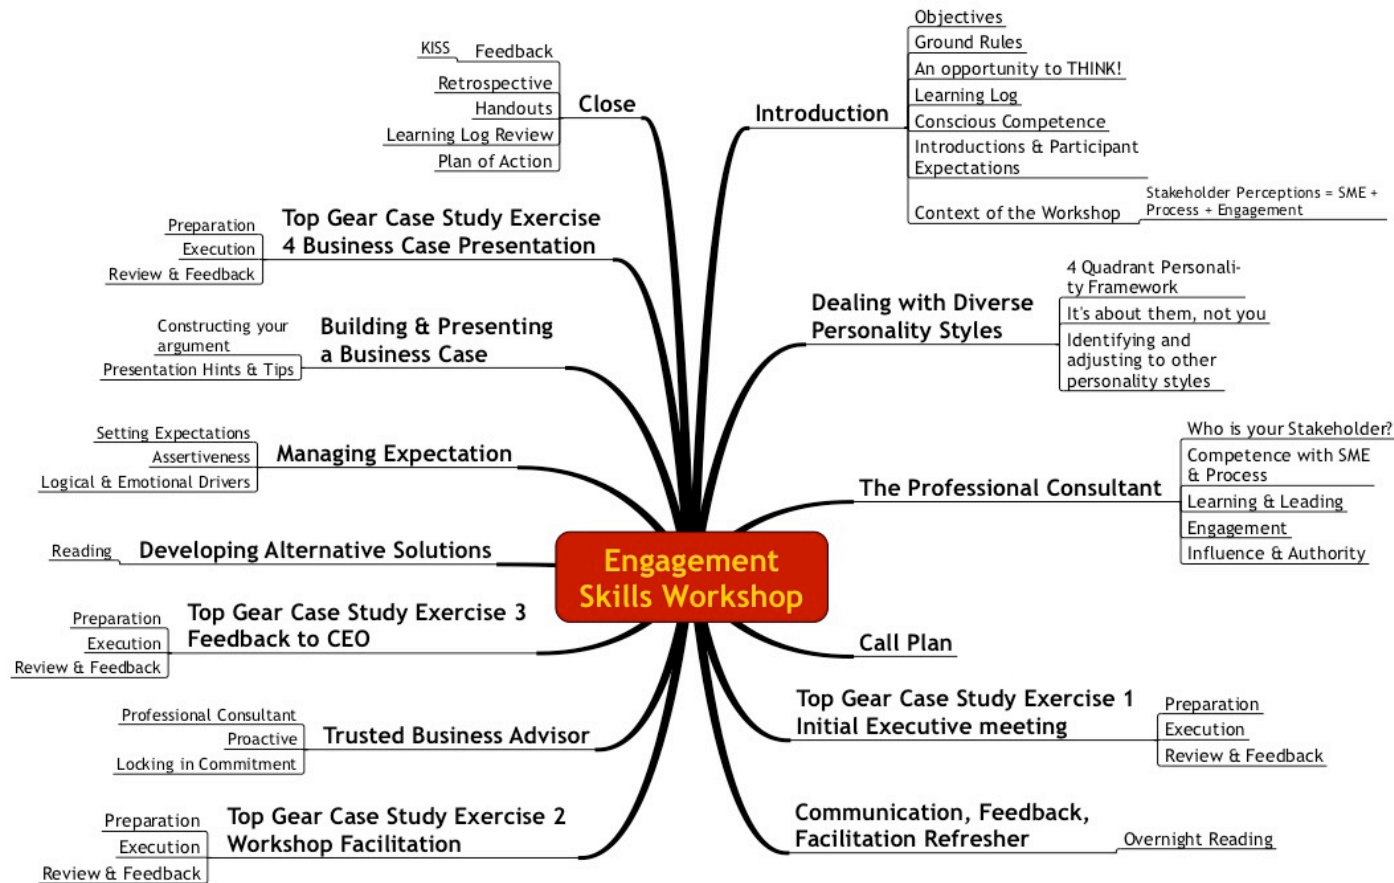 Engagement
Skills Workshop
Introduction
Objectives
Ground Rules
An opportunity to THINK!
Learning Log
Conscious Competence
Introductions & Participant
Expectations
Context of the Workshop
Stakeholder Perceptions = SME +
Process + Engagement
Dealing with Diverse
Personality Styles
4 Quadrant Personali-
ty Framework
It's about them, not you
Identifying and
adjusting to other
personality styles
The Professional Consultant
Who is your Stakeholder?
Competence with SME
& Process
Learning & Leading
Engagement
Influence & Authority
Call Plan
Top Gear Case Study Exercise 1
Initial Executive meeting
Preparation
Execution
Review & Feedback
Communication, Feedback,
Facilitation Refresher
Overnight Reading
Top Gear Case Study Exercise 2
Workshop Facilitation
Preparation
Execution
Review & Feedback
Trusted Business Advisor
Professional Consultant
Proactive
Locking in Commitment
Top Gear Case Study Exercise 3
Feedback to CEO
Preparation
Execution
Review & Feedback
Developing Alternative Solutions
Reading
Managing Expectation
Setting Expectations
Assertiveness
Logical & Emotional Drivers
Building & Presenting
a Business Case
Constructing your
argument
Presentation Hints & Tips
Top Gear Case Study Exercise
4 Business Case Presentation
Preparation
Execution
Review & Feedback
Close
Feedback
KISS
Retrospective
Handouts
Learning Log Review
Plan of Action